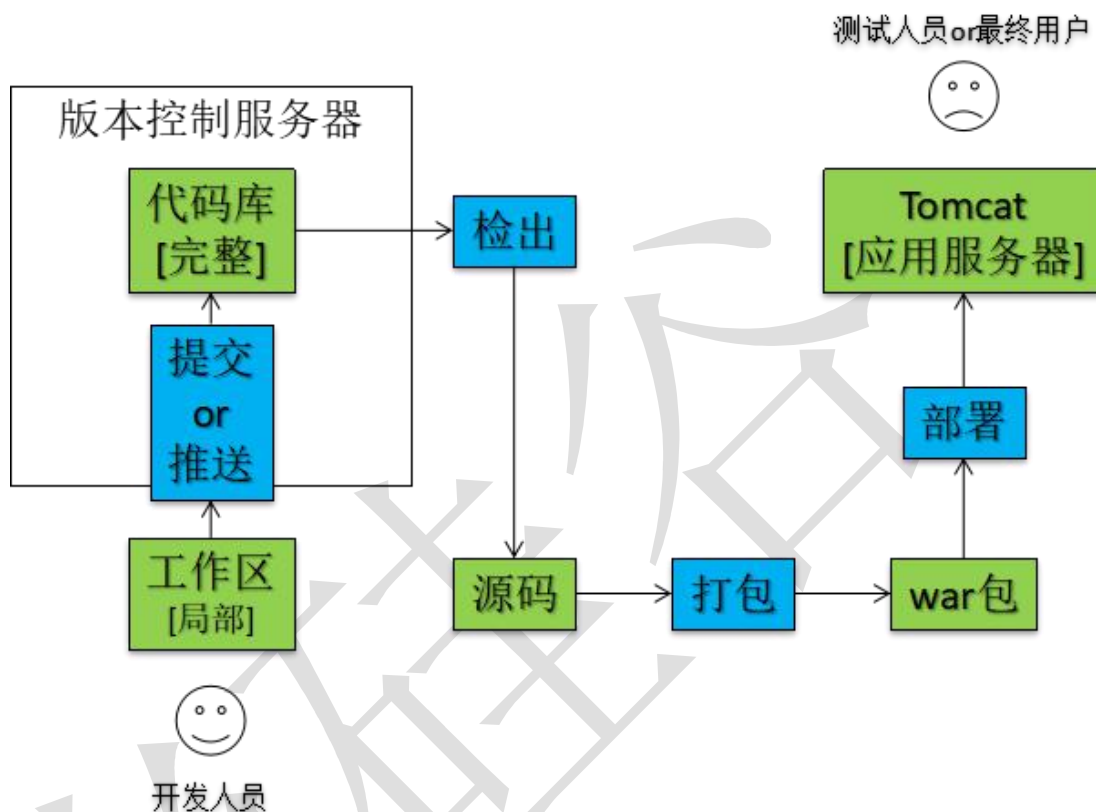 测试人员or最终用户
版本控制服务器
代码库
[完整]
检出
Tomcat
[应用服务器]
提交
or
推送
部署
工作区
[局部]
源码
打包
war包
开发人员
硅谷